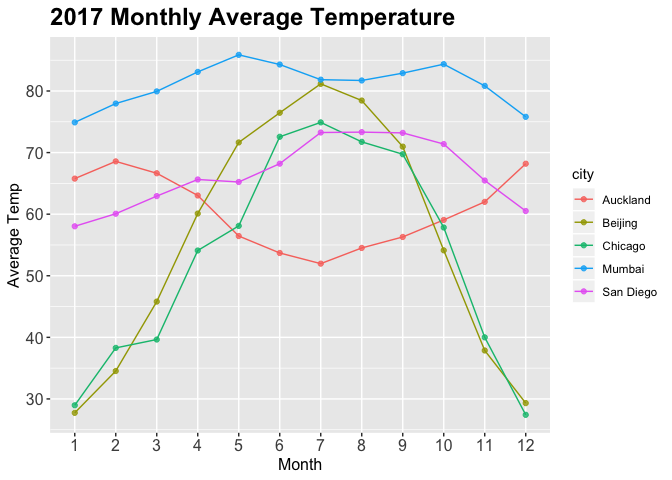 2017 Monthly Average Temperature
Average Temp
80
70
60
50
40
30
1 2 3 4 5 6 7 8 9 10 11 12
Month
city
Auckland
Beijing
Chicago
Mumbai
San Diego